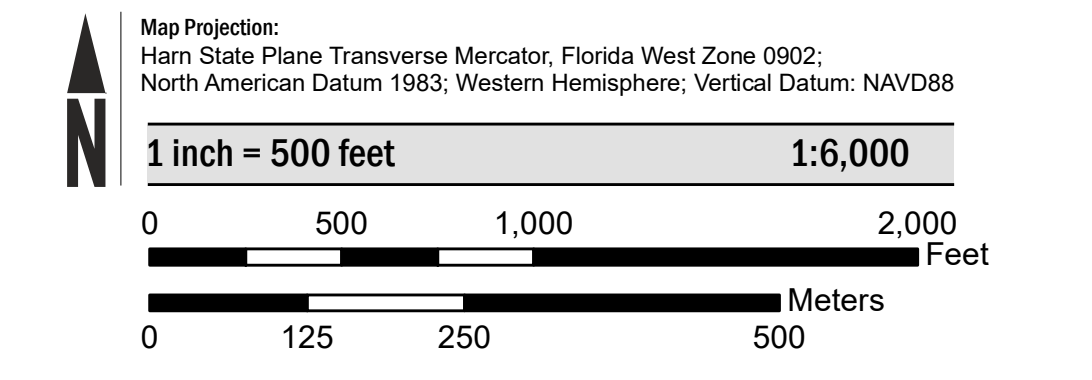 N
Map Projection:
Harn State Plane Transverse Mercator, Florida West Zone 0902;
North American Datum 1983; Western Hemisphere; Vertical Datum: NAVD88
1 inch = 500 feet 1:6,000
0 500 1,000 2,000
Feet
Meters
0 125 250 500